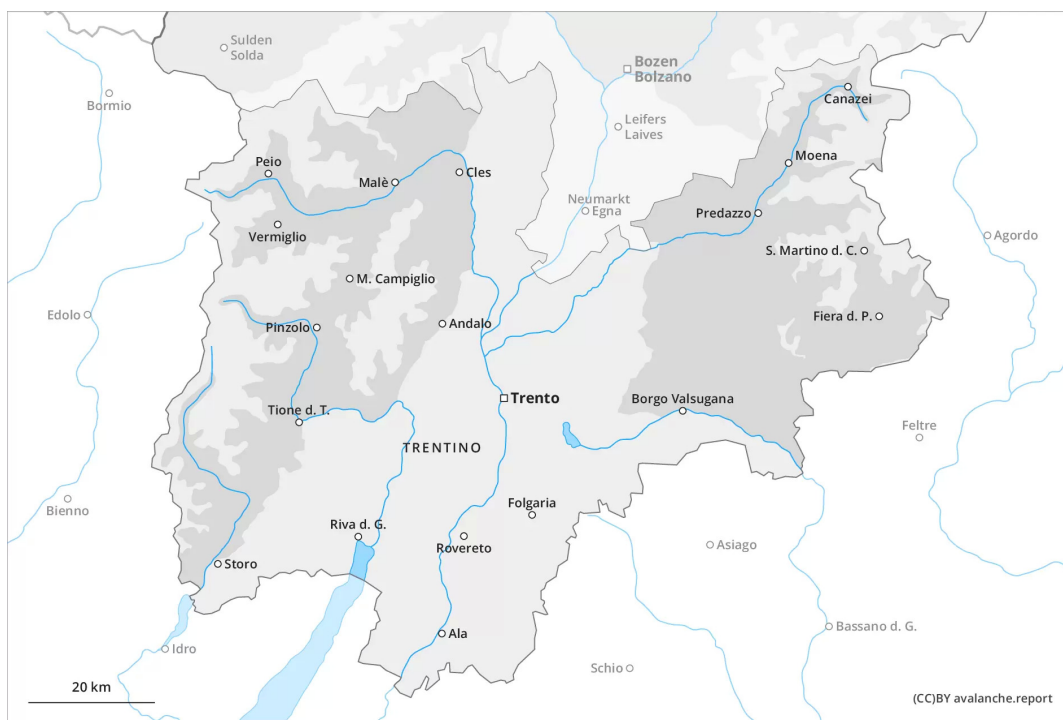 Sulden
Solda
Bozen
Bolzano
Bormio
Canazei
Leifers
Laives
Moena
Peio
Malè
Cles
Neumarkt
Egna
Predazzo
Vermiglio
Agordo
S. Martino d. C.
M. Campiglio
Edolo
Pinzolo
Andalo
Fiera d. P.
Trento
Borgo Valsugana
Tione d. T.
Feltre
TRENTINO
Bienno
Folgaria
Riva d. G.
Rovereto
Asiago
Storo
Ala
Bassano d. G.
Idro
Schio
20 km
(CC)BY avalanche.report